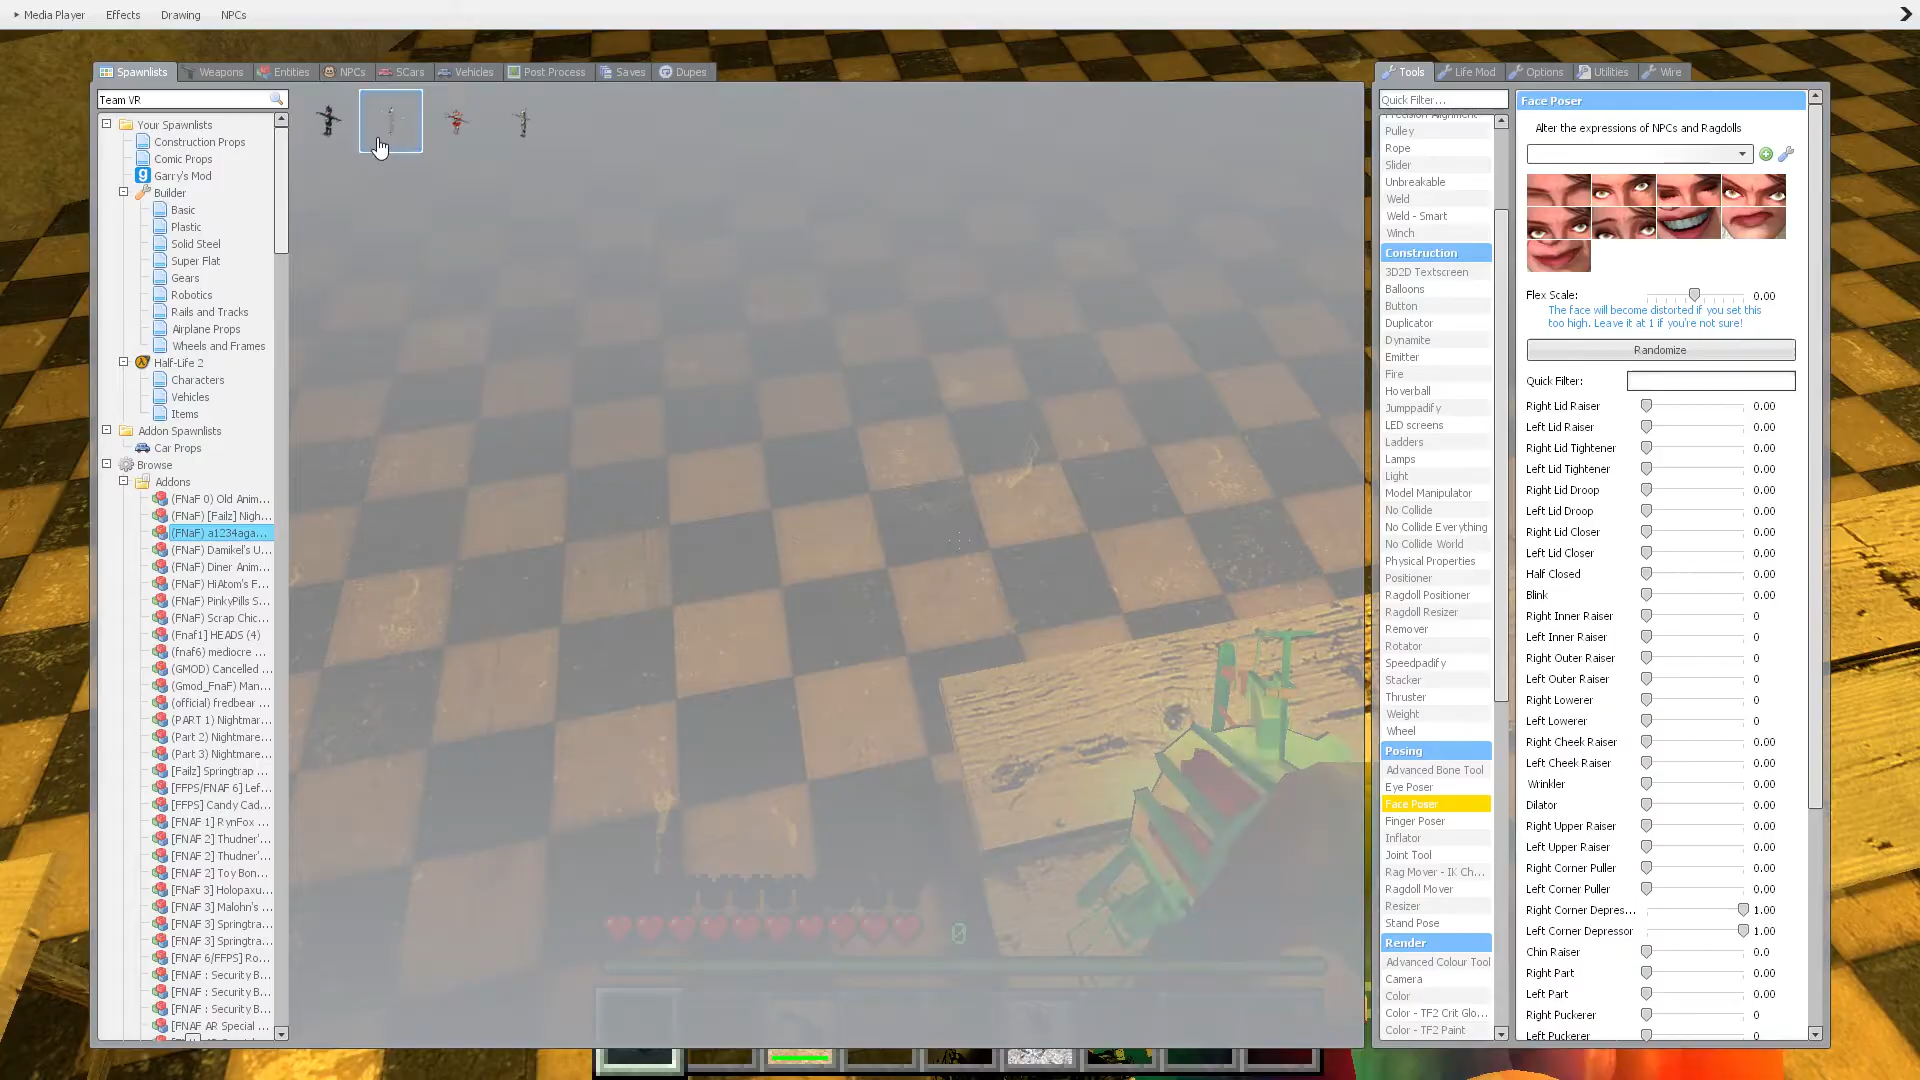 Media Player Effects Drawing NPCs
Spawnlists Weapons Entities NPCs SCars Vehicles Post Process Saves Dupes
Team VR
Your Spawnlists
Construction Props
Comic Props
Garry's Mod
Builder
Basic
Plastic
Solid Steel
Super Flat
Gears
Robotics
Rails and Tracks
Airplane Props
Wheels and Frames
Half-Life 2
Characters
Vehicles
Items
Addon Spawnlists
Car Props
Browse
Addons
(FNaF 0) Old Anim...
(FNaF) [Failz] Nigh...
(FNaF) a1234aga...
(FNaF) Damikel's U...
(FNaF) Diner Anim...
(FNaF) HiAtom's F...
(FNaF) PinkyPills S...
(FNaF) Scrap Chic...
(Fnaf1] HEADS (4)
(fnaf6) mediocre ...
(GMOD) Cancelled ...
(Gmod_FnaF) Man...
(official) fredbear ...
(PART 1) Nightmar...
(Part 2) Nightmare...
(Part 3) Nightmare...
[Failz] Springtrap ...
[FFPS/FNAF 6] Lef...
[FFPS] Candy Cad...
[FNAF 1] RynFox ...
[FNAF 2] Thudner'...
[FNAF 2] Thudner'...
[FNAF 2] Toy Bon...
[FNaF 3] Holopaxu...
[FNAF 3] Malohn's ...
[FNAF 3] Springtra...
[FNAF 3] Springtra...
[FNAF 6/FFPS] Ro...
[FNAF : Security B...
[FNAF : Security B...
[FNAF : Security B...
[FNAF AR Special ...
0
Tools Life Mod Options Utilities Wire
Quick Filter...
Precision Alignment
Pulley
Rope
Slider
Unbreakable
Weld
Weld - Smart
Winch
Construction
3D2D Textscreen
Balloons
Button
Duplicator
Dynamite
Emitter
Fire
Hoverball
Jumppadify
LED screens
Ladders
Lamps
Light
Model Manipulator
No Collide
No Collide Everything
No Collide World
Physical Properties
Positioner
Ragdoll Positioner
Ragdoll Resizer
Remover
Rotator
Speedpadify
Stacker
Thruster
Weight
Wheel
Posing
Advanced Bone Tool
Eye Poser
Face Poser
Finger Poser
Inflator
Joint Tool
Rag Mover - IK Ch...
Ragdoll Mover
Resizer
Stand Pose
Render
Advanced Colour Tool
Camera
Color
Color - TF2 Crit Glo...
Color - TF2 Paint
Face Poser
Alter the expressions of NPCs and Ragdolls
Flex Scale: 0.00
The face will become distorted if you set this
too high. Leave it at 1 if you're not sure!
Randomize
Quick Filter:
Right Lid Raiser 0.00
Left Lid Raiser 0.00
Right Lid Tightener 0.00
Left Lid Tightener 0.00
Right Lid Droop 0.00
Left Lid Droop 0.00
Right Lid Closer 0.00
Left Lid Closer 0.00
Half Closed 0.00
Blink 0.00
Right Inner Raiser 0
Left Inner Raiser 0
Right Outer Raiser 0
Left Outer Raiser 0
Right Lowerer 0
Left Lowerer 0
Right Cheek Raiser 0.00
Left Cheek Raiser 0.00
Wrinkler 0.00
Dilator 0.00
Right Upper Raiser 0.00
Left Upper Raiser 0.00
Right Corner Puller 0.00
Left Corner Puller 0.00
Right Corner Depres... 1.00
Left Corner Depressor 1.00
Chin Raiser 0.0
Right Part 0.00
Left Part 0.00
Right Puckerer 0
Left Puckerer 0